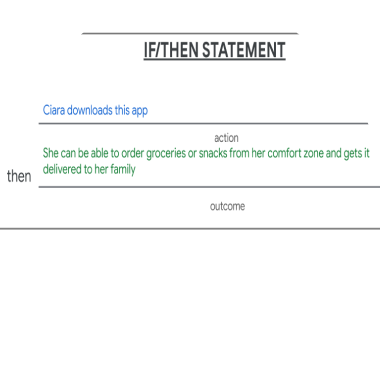 IF/THEN STATEMENT
Ciara downloads this app
action
She can be able to order groceries or snacks from her comfort zone and gets it
then
delivered to her family
outcome